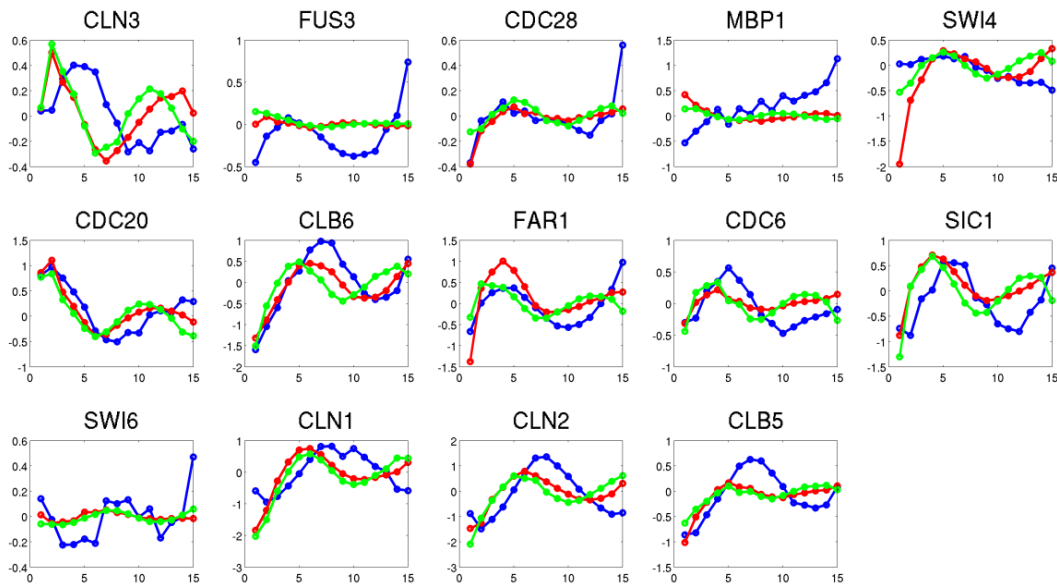 CLN3 FUS3 CDC28 MBP1 SWI4
0.6 1 0.6 1.5 0.5
0.4 1
0.2 0.5 0.4 0 
0 0.2 0.5 -0.5
0 0 0 -1
-0.2 -0.2 -0.5 -1.5
-0.4 -0.5 -0.4 -1 -2
0 5 10 15 0 5 10 15 0 5 10 15 0 5 10 15 0 5 10 15
CDC20 CLB6 FAR1 CDC6 SIC1
1.5 1 1.5 1 1
1 0.5 1 0.5 0.5
0.5 0 0.5 0
0 -0.5 0 0 -0.5
-0.5 -1 -0.5 -0.5 -1
-1 -1.5 -1
-1 -2 -1.5 -1 -1.5
0 5 10 15 0 5 10 15 0 5 10 15 0 5 10 15 0 5 10 15
SWI6 CLN1 CLN2 CLB5
0.6 1 2 1
0.4 0 1 0.5
0.2 -1 0 0
0 -2 -1 -0.5
-0.2 -2 -1
-0.4 -3 -3 -1.5
0 5 10 15 0 5 10 15 0 5 10 15 0 5 10 15